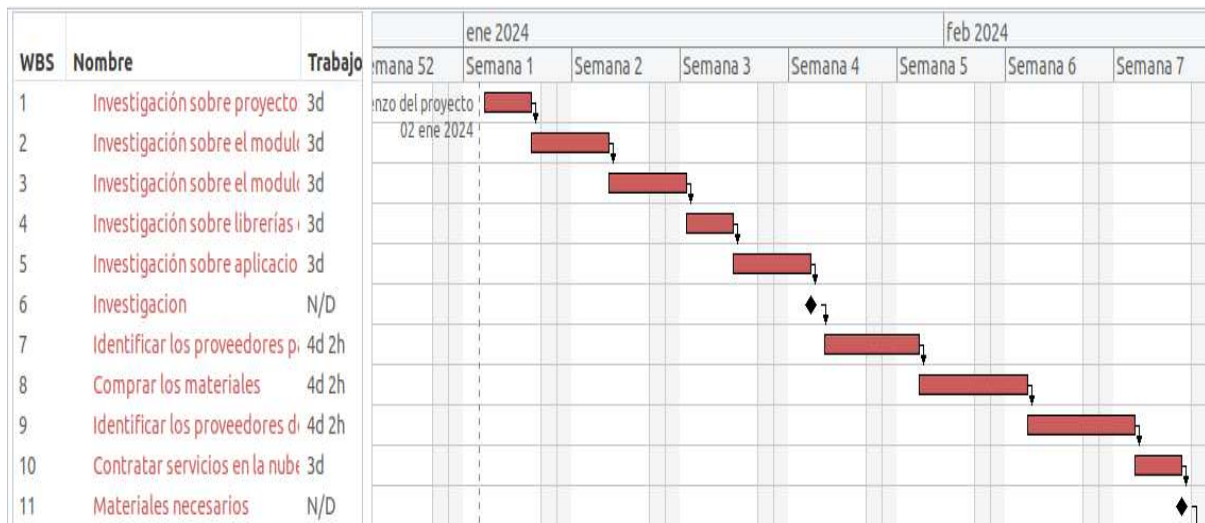 WBS Nombre Trabajo
ene 2024 feb 2024
mana 52 Semana 1 Semana 2 Semana 3 Semana 4 Semana 5 Semana 6 Semana 7
1 Investigación sobre proyecto 3d
nzo del proyecto
02 ene 2024
2 Investigación sobre el modul 3d
3 Investigación sobre el modul 3d
4 Investigación sobre librerías 3d
5 Investigación sobre aplicacio 3d
6 Investigacion N/D
7 Identificar los proveedores p 4d 2h
8 Comprar los materiales 4d 2h
9 Identificar los proveedores d 4d 2h
10 Contratar servicios en la nube 3d
11 Materiales necesarios N/D